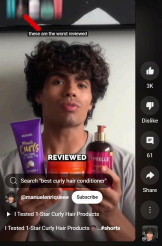 these are the worst reviewed
REVIEWED
3K
Dislike
61
Share
Search "best curly hair conditioner"
@manuelenriqueee Subscribe
I Tested 1-Star Curly Hair Products
I Tested 1-Star Curly Hair Products #shorts